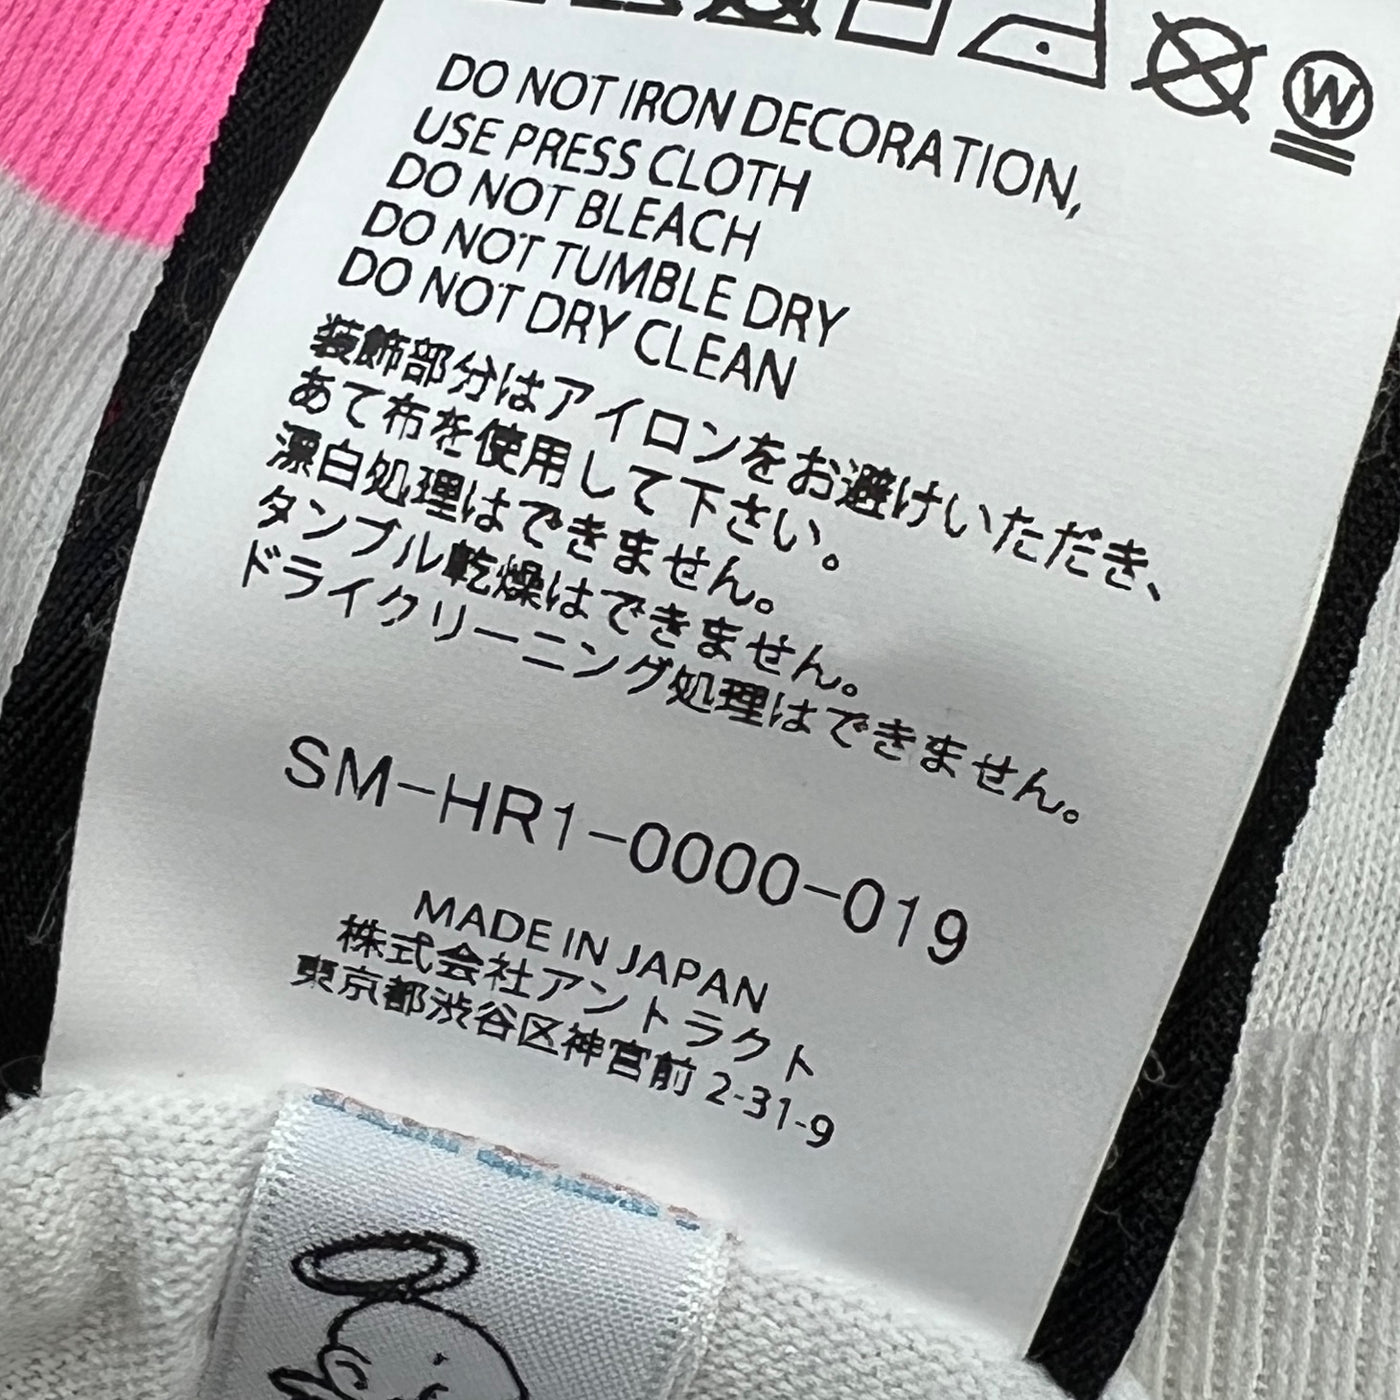 W
DO NOT IRON DECORATION,
USE PRESS CLOTH
DO NOT BLEACH
DO NOT TUMBLE DRY
DO NOT DRY CLEAN
装飾部分はアイロンをお避けいただき、
あて布を使用して下さい。
漂白処理はできません。
タンブル乾燥はできません。
ドライクリーニング処理はできません。
SM-HR1-0000-019
MADE IN JAPAN
株式会社アントラクト
東京都渋谷区神宮前 2-31-9